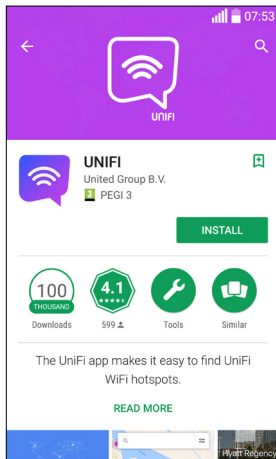 07:53
UNIFI
UNIFI
United Group B.V.
3 PEGI 3
INSTALL
100
THOUSAND
4.1
Downloads
599
Tools
Similar
The UniFi app makes it easy to find UniFi
WiFi hotspots.
READ MORE
Hyatt Regency